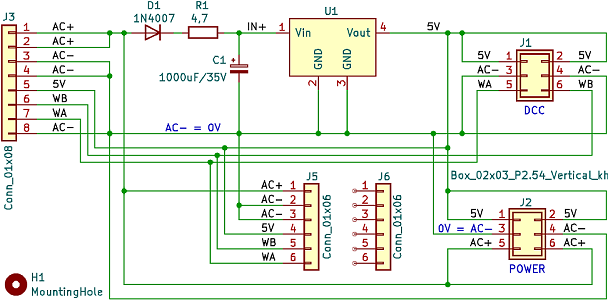 J3
Conn_01x08
1 AC+
2 AC+
3 AC-
4 AC-
5 5V
6 WB
7 WA
8 AC-
D1
1N4007
R1
4,7
IN+
C1
1000uF/35V
U1
1 Vin
Vout 4
GND GND
2 3
5V
AC- = 0V
J1
5V 1 2 5V
AC- 3 4 AC-
WA 5 6 WB
DCC
J5
Conn_01x06
AC+ 1
AC- 2
AC- 3
5V 4
WB 5
WA 6
J6
Conn_01x06
1
2
3
4
5
6
Box_02x03_P2.54_Vertical_kh
J2
5V 1 2 5V
0V = AC- 3 4 AC-
AC+ 5 6 AC+
POWER
H1
MountingHole